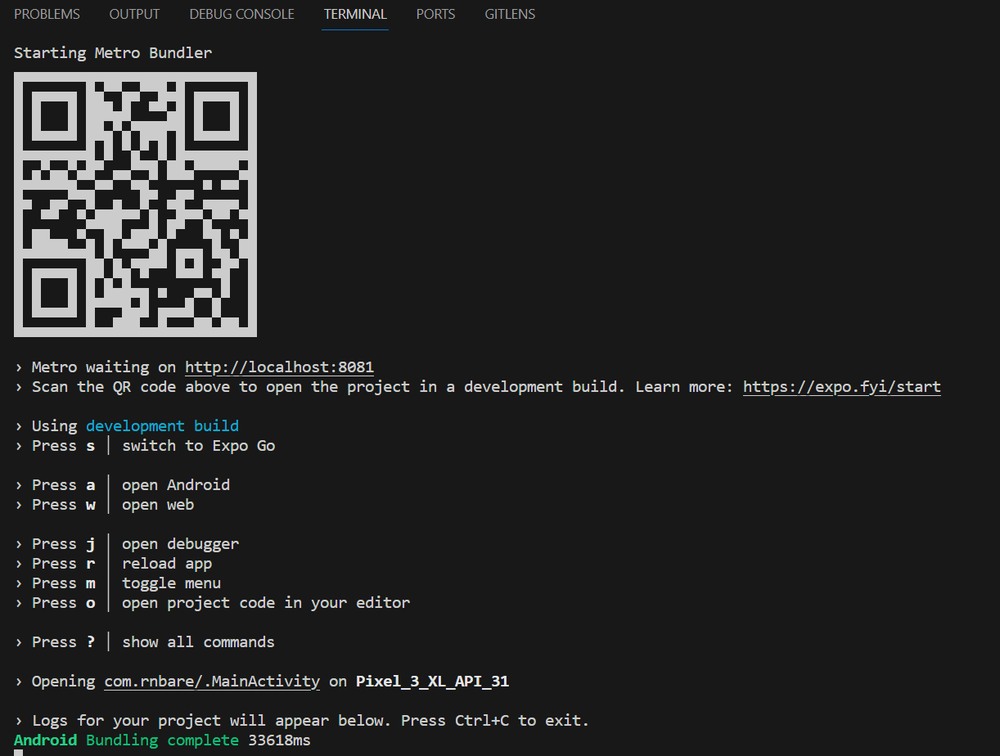 PROBLEMS OUTPUT DEBUG CONSOLE TERMINAL PORTS GITLENS
Starting Metro Bundler
› Metro waiting on http://localhost:8081
› Scan the QR code above to open the project in a development build. Learn more: https://expo.fyi/start
› Using development build
› Press s │ switch to Expo Go
› Press a │ open Android
› Press w │ open web
› Press j │ open debugger
› Press r │ reload app
› Press m │ toggle menu
› Press o │ open project code in your editor
› Press ? │ show all commands
› Opening com.rnbare/.MainActivity on Pixel_3_XL_API_31
› Logs for your project will appear below. Press Ctrl+C to exit.
Android Bundling complete 33618ms